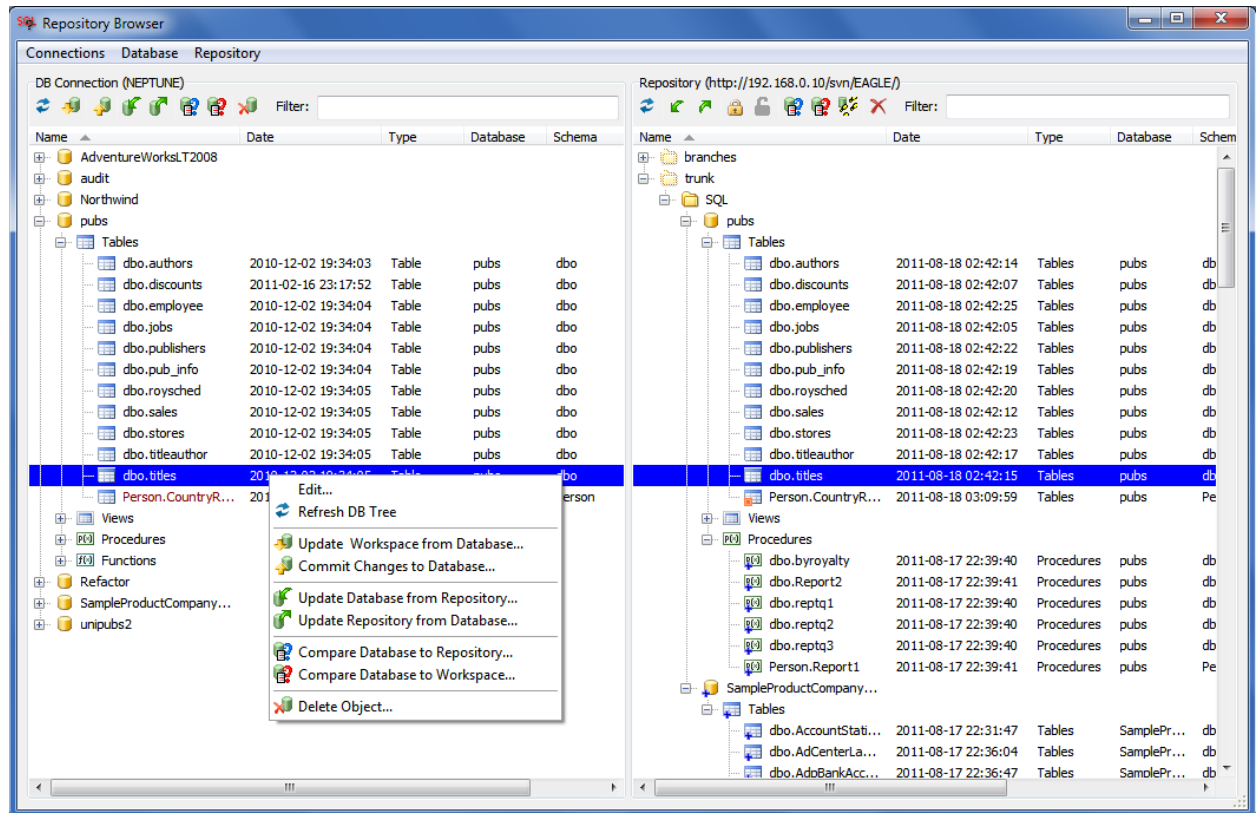 Repository Browser
Connections Database Repository
DB Connection (NEPTUNE)
Filter:
Name Date Type Database Schema
AdventureWorksLT2008
audit
Northwind
pubs
Tables
dbo.authors 2010-12-02 19:34:03 Table pubs dbo
dbo.discounts 2011-02-16 23:17:52 Table pubs dbo
dbo.employee 2010-12-02 19:34:04 Table pubs dbo
dbo.jobs 2010-12-02 19:34:04 Table pubs dbo
dbo.publishers 2010-12-02 19:34:04 Table pubs dbo
dbo.pub_info 2010-12-02 19:34:04 Table pubs dbo
dbo.roysched 2010-12-02 19:34:05 Table pubs dbo
dbo.sales 2010-12-02 19:34:05 Table pubs dbo
dbo.stores 2010-12-02 19:34:05 Table pubs dbo
dbo.titleauthor 2010-12-02 19:34:05 Table pubs dbo
dbo.titles
Person.CountryR...
Views
Procedures
Functions
Refactor
SampleProductCompany...
unipubs2
Edit...
Refresh DB Tree
Update Workspace from Database...
Commit Changes to Database...
Update Database from Repository...
Update Repository from Database...
Compare Database to Repository...
Compare Database to Workspace...
Delete Object...
Repository (http://192.168.0.10/svn/EAGLE/)
Filter:
Name Date Type Database Schem
branches
trunk
SQL
pubs
Tables
dbo.authors 2011-08-18 02:42:14 Tables pubs db
dbo.discounts 2011-08-18 02:42:07 Tables pubs db
dbo.employee 2011-08-18 02:42:25 Tables pubs db
dbo.jobs 2011-08-18 02:42:05 Tables pubs db
dbo.publishers 2011-08-18 02:42:22 Tables pubs db
dbo.pub_info 2011-08-18 02:42:19 Tables pubs db
dbo.roysched 2011-08-18 02:42:20 Tables pubs db
dbo.sales 2011-08-18 02:42:12 Tables pubs db
dbo.stores 2011-08-18 02:42:23 Tables pubs db
dbo.titleauthor 2011-08-18 02:42:17 Tables pubs db
dbo.titles 2011-08-18 02:42:15 Tables pubs db
Person.CountryR... 2011-08-18 03:09:59 Tables pubs Pe
Views
Procedures
dbo.byroyalty 2011-08-17 22:39:40 Procedures pubs db
dbo.Report2 2011-08-17 22:39:41 Procedures pubs db
dbo.reptq1 2011-08-17 22:39:40 Procedures pubs db
dbo.reptq2 2011-08-17 22:39:40 Procedures pubs db
dbo.reptq3 2011-08-17 22:39:40 Procedures pubs db
Person.Report1 2011-08-17 22:39:41 Procedures pubs Pe
SampleProductCompany...
Tables
dbo.AccountStati... 2011-08-17 22:31:47 Tables SamplePr... db
dbo.AdCenterLa... 2011-08-17 22:36:04 Tables SamplePr... db
dbo.AdpBankAcc... 2011-08-17 22:36:47 Tables SamplePr... db